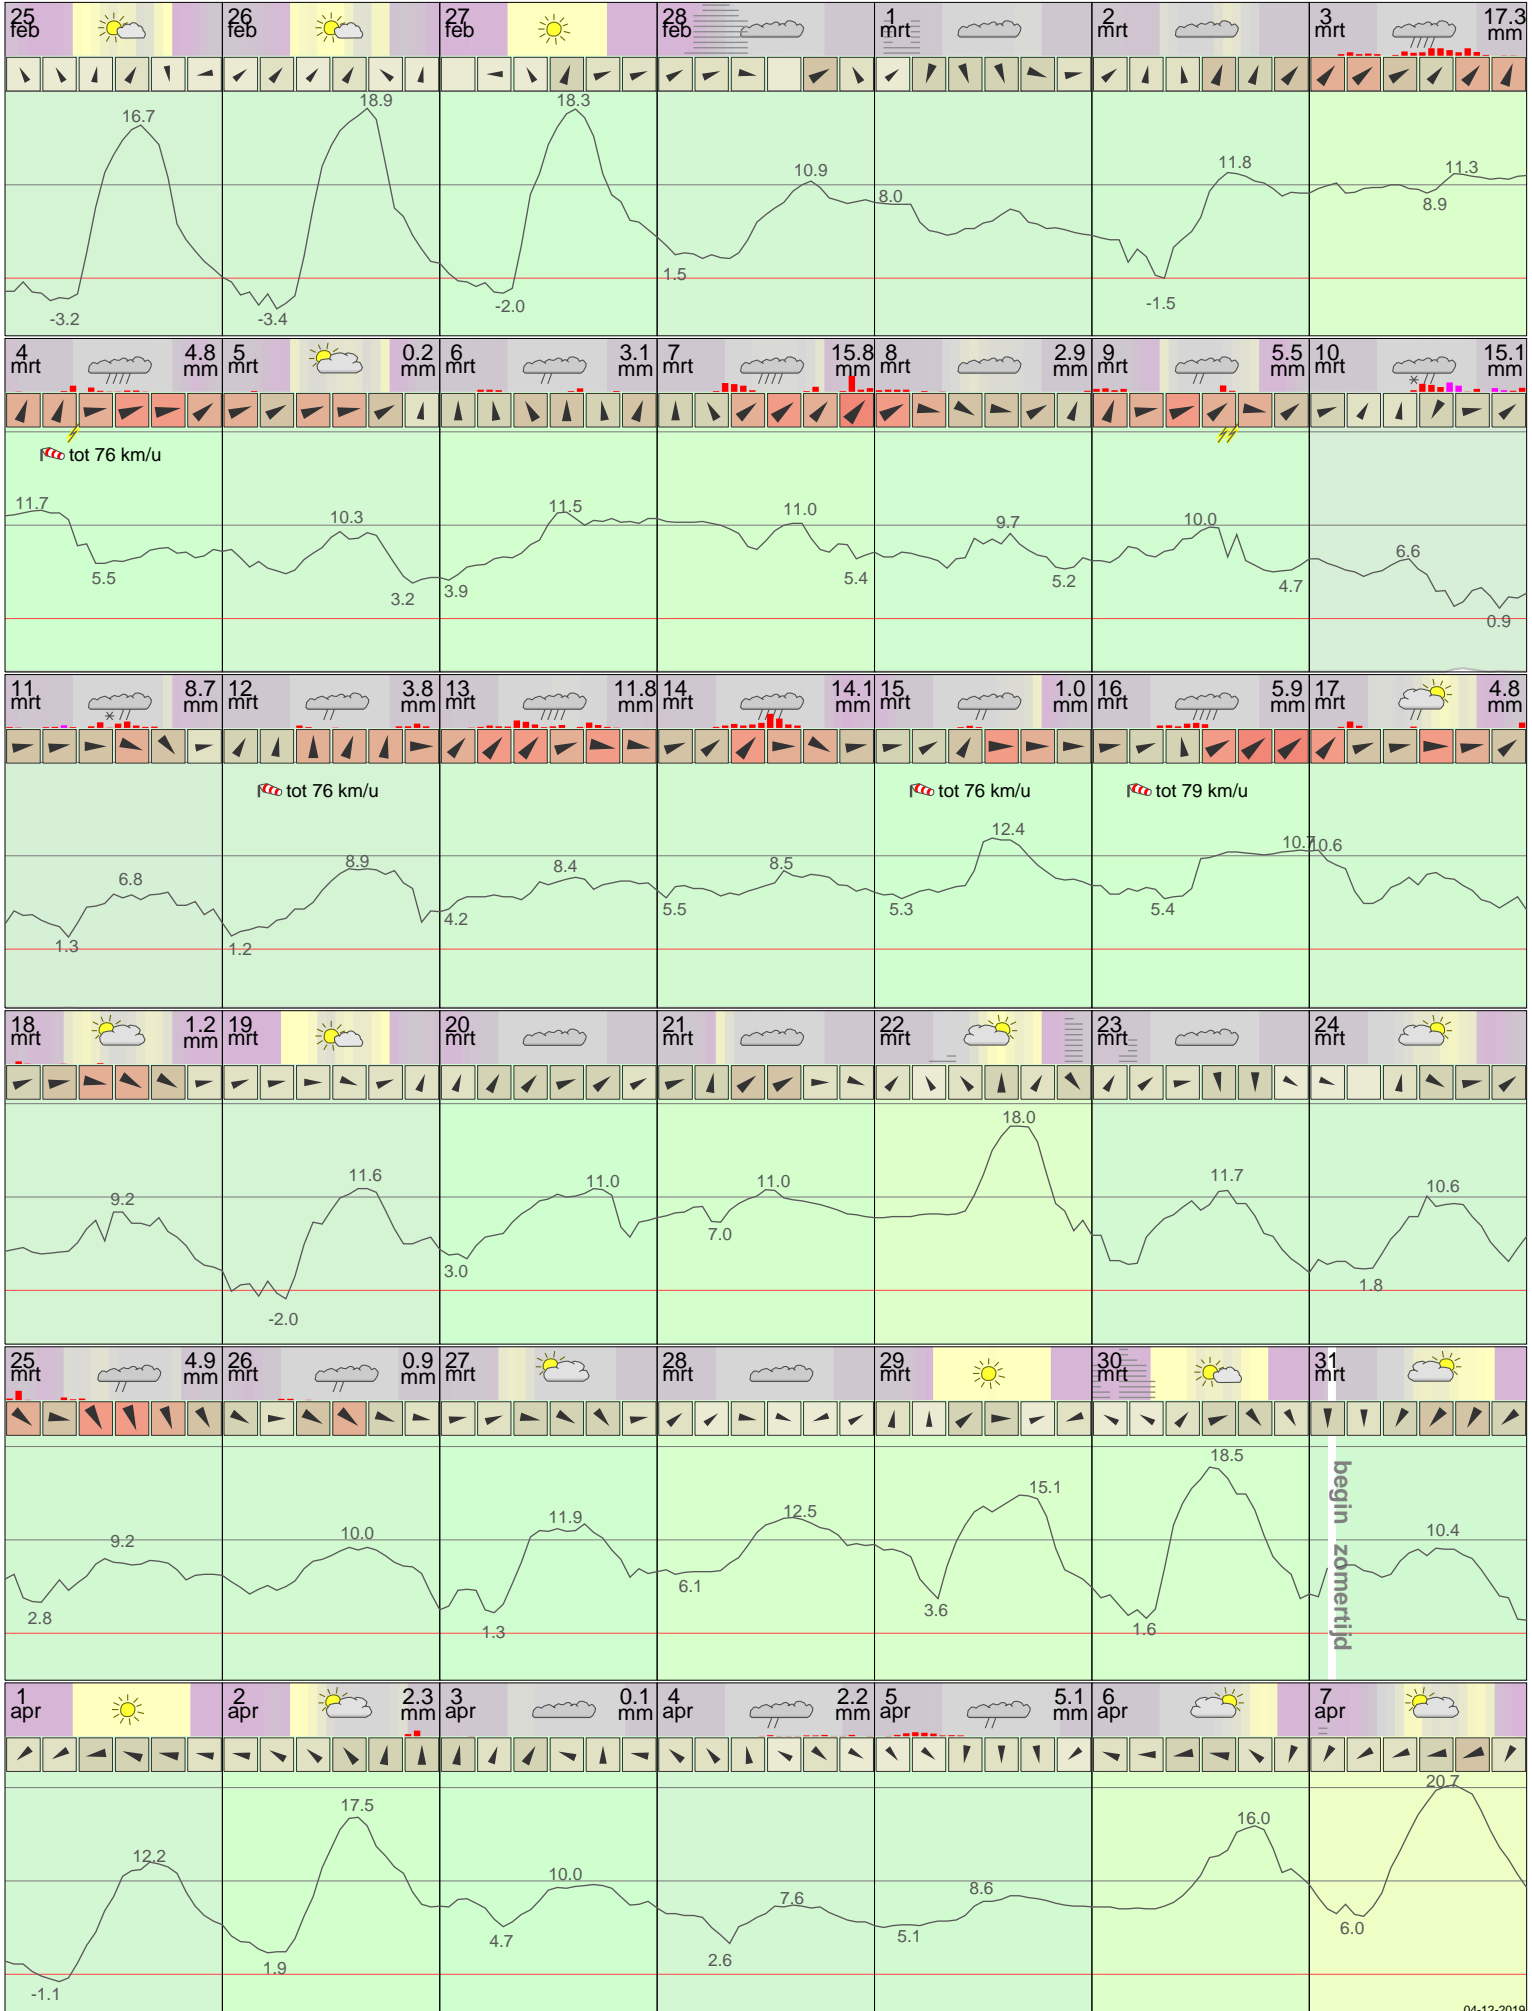 25 feb
26 feb
27 feb
28 feb
1 mrt
2 mrt
3 mrt 17.3 mm
16.7
-3.2
18.9
-3.4
18.3
-2.0
10.9
1.5
8.0
11.8
-1.5
11.3
8.9
4 mrt 4.8 mm
5 mrt 0.2 mm
6 mrt 3.1 mm
7 mrt 15.8 mm
8 mrt 2.9 mm
9 mrt 5.5 mm
10 mrt 15.1 mm
tot 76 km/u
11.7
5.5
10.3
3.2
3.9
11.5
11.0
5.4
9.7
5.2
10.0
4.7
6.6
0.9
11 mrt 8.7 mm
12 mrt 3.8 mm
13 mrt 11.8 mm
14 mrt 14.1 mm
15 mrt 1.0 mm
16 mrt 5.9 mm
17 mrt 4.8 mm
tot 76 km/u
tot 76 km/u
tot 79 km/u
6.8
1.3
8.9
1.2
4.2
8.4
5.5
8.5
5.3
12.4
5.4
10.7
10.6
18 mrt 1.2 mm
19 mrt
20 mrt
21 mrt
22 mrt
23 mrt
24 mrt
9.2
11.6
-2.0
3.0
11.0
7.0
11.0
18.0
11.7
10.6
1.8
25 mrt 4.9 mm
26 mrt 0.9 mm
27 mrt
28 mrt
29 mrt
30 mrt
31 mrt
9.2
2.8
10.0
11.9
1.3
6.1
12.5
3.6
15.1
18.5
1.6
begin zomertijd
10.4
1 apr
2 apr 2.3 mm
3 apr 0.1 mm
4 apr 2.2 mm
5 apr 5.1 mm
6 apr
7 apr
12.2
-1.1
17.5
1.9
10.0
4.7
7.6
2.6
8.6
5.1
16.0
20.7
6.0
04-12-2019